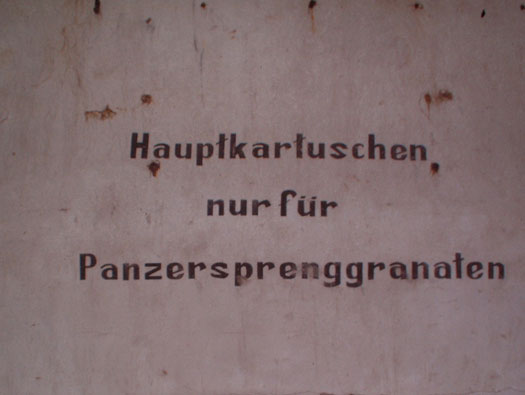 Hauptkartuschen
nur für
Panzersprenggranaten